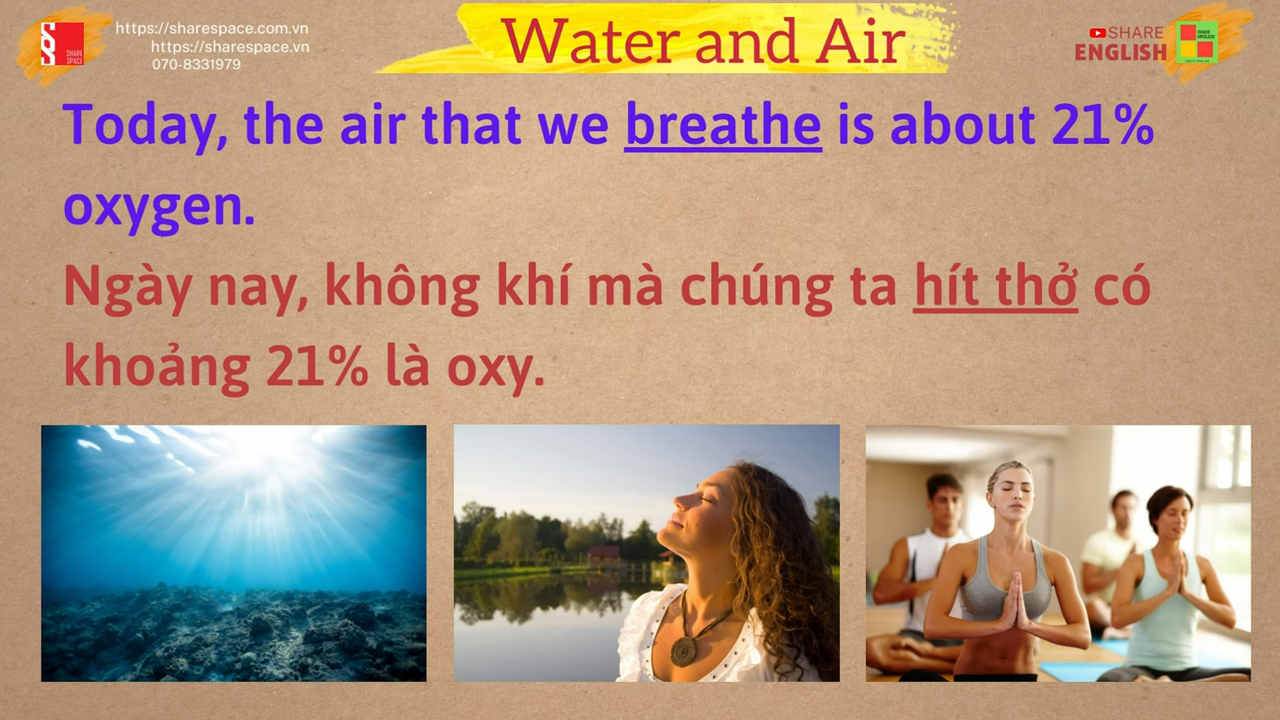 https://sharespace.com.vn
https://sharespace.vn
070-8331979
SHARE
SPACE
Water and Air
SHARE
ENGLISH
Today, the air that we breathe is about 21%
oxygen.
Ngày nay, không khí mà chúng ta hít thở có
khoảng 21% là oxy.